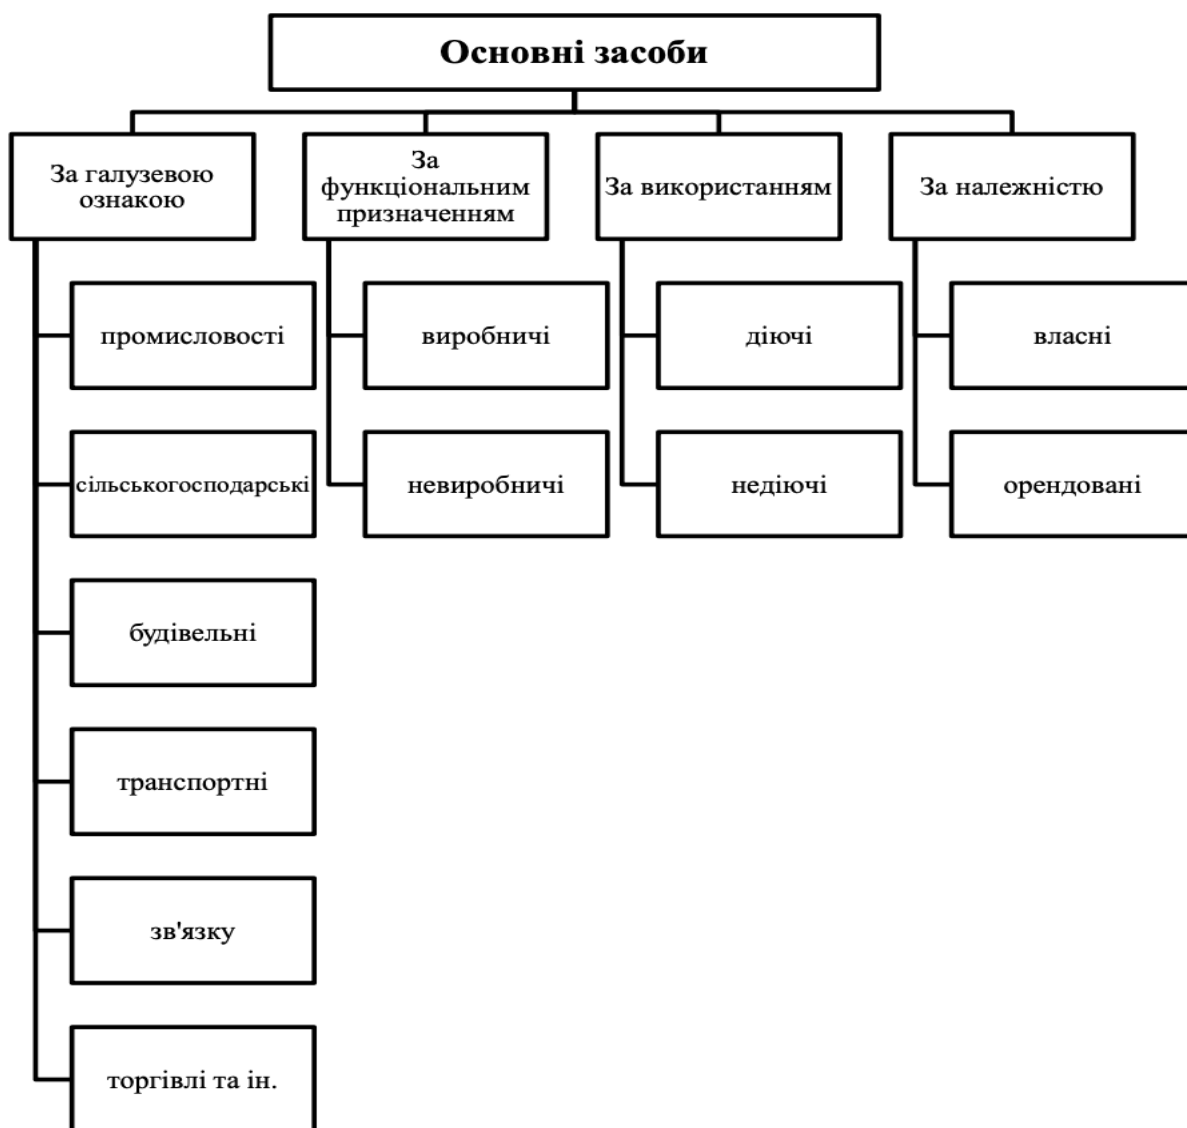 Основні засоби
За галузевою
ознакою
промисловості
сільськогосподарські
будівельні
транспортні
зв'язку
торгівлі та ін.
За
функціональним
призначенням
виробничі
невиробничі
За використанням
діючі
недіючі
За належністю
власні
орендовані